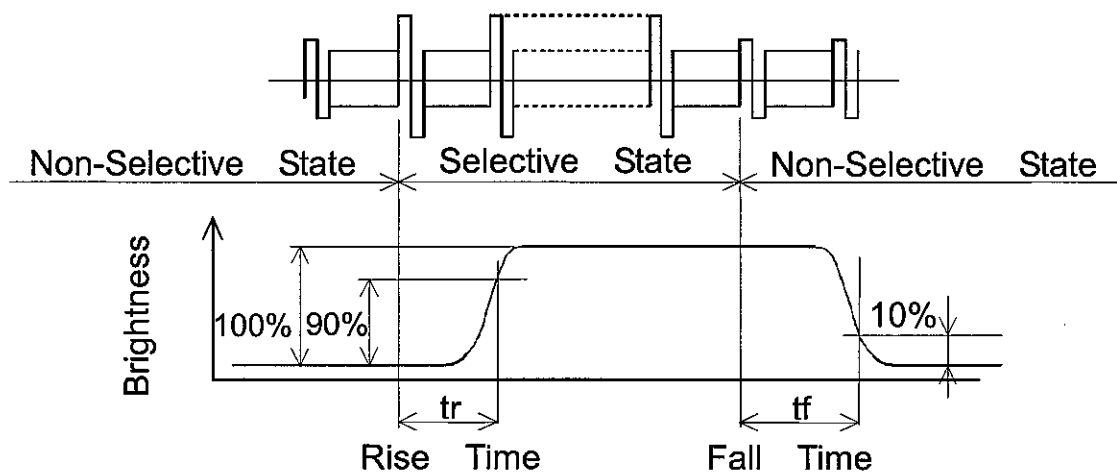 Non-Selective State Selective State Non-Selective State
Brightness
100% 90% 10%
tr tf
Rise Time Fall Time